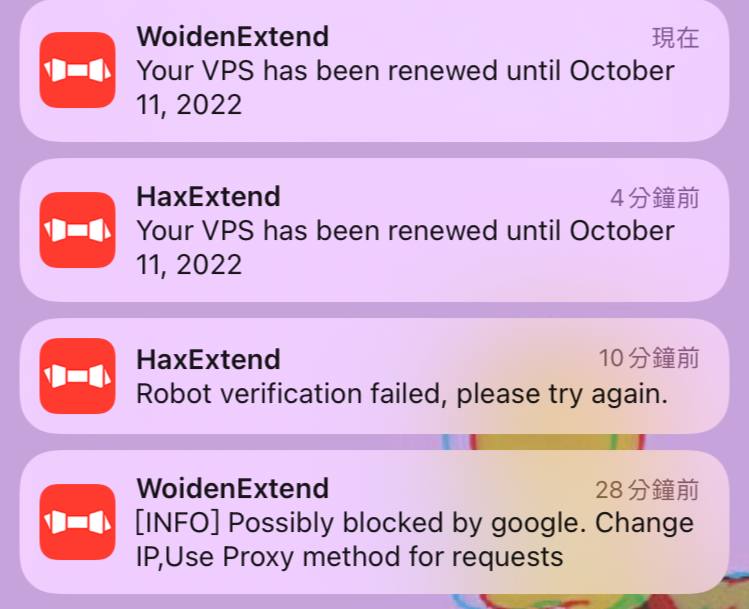 WoidenExtend 現在
Your VPS has been renewed until October
11, 2022
HaxExtend 4分鐘前
Your VPS has been renewed until October
11, 2022
HaxExtend 10分鐘前
Robot verification failed, please try again.
WoidenExtend 28分鐘前
[INFO] Possibly blocked by google. Change
IP,Use Proxy method for requests